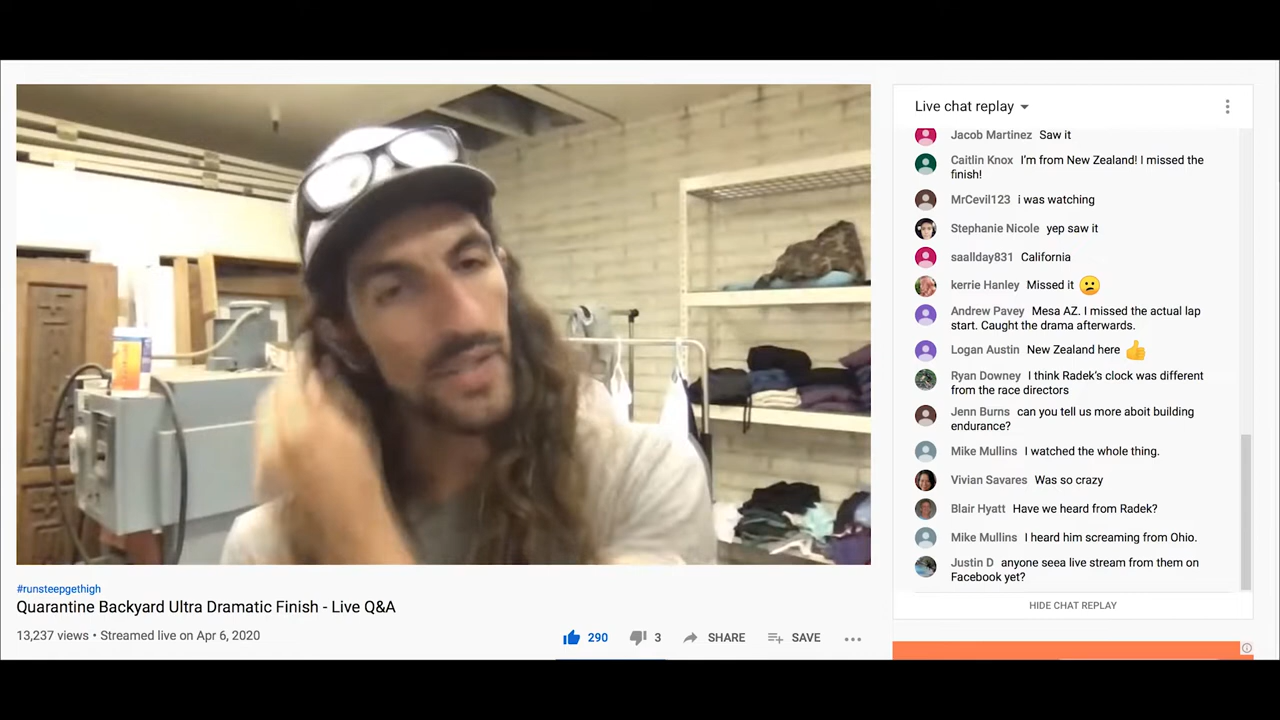 Live chat replay
Jacob Martinez Saw it
Caitlin Knox I'm from New Zealand! I missed the
finish!
MrCevil123 i was watching
Stephanie Nicole yep saw it
saallday831 California
kerrie Hanley Missed it
Andrew Pavey Mesa AZ. I missed the actual lap
start. Caught the drama afterwards.
Logan Austin New Zealand here
Ryan Downey I think Radek's clock was different
from the race directors
Jenn Burns can you tell us more aboit building
endurance?
Mike Mullins I watched the whole thing.
Vivian Savares Was so crazy
Blair Hyatt Have we heard from Radek?
Mike Mullins I heard him screaming from Ohio.
Justin D anyone seea live stream from them on
Facebook yet?
HIDE CHAT REPLAY
#runsteepgethigh
Quarantine Backyard Ultra Dramatic Finish - Live Q&A
13,237 views • Streamed live on Apr 6, 2020
290 3 SHARE SAVE